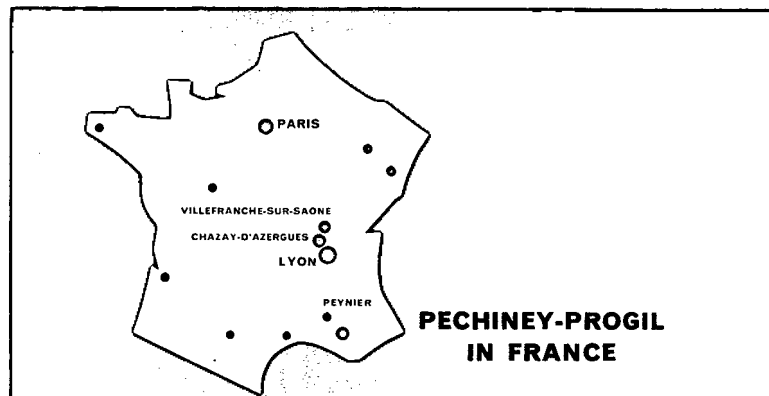 PARIS
VILLEFRANCHE-SUR-SAONE
CHAZAY-D'AZERGUES
LYON
PEYNIER
PECHINEY-PROGIL
IN FRANCE